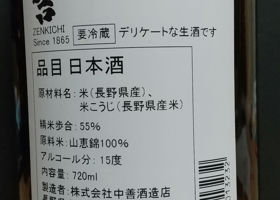 ZENKICHI
Since 1865
要冷蔵 デリケートな生酒です
品目 日本酒
原材料名：米（長野県産）、
米こうじ（長野県産米）
精米歩合：55%
原料米：山恵錦100%
アルコール分：15度
内容量：720ml
製造者：株式会社中善酒造店